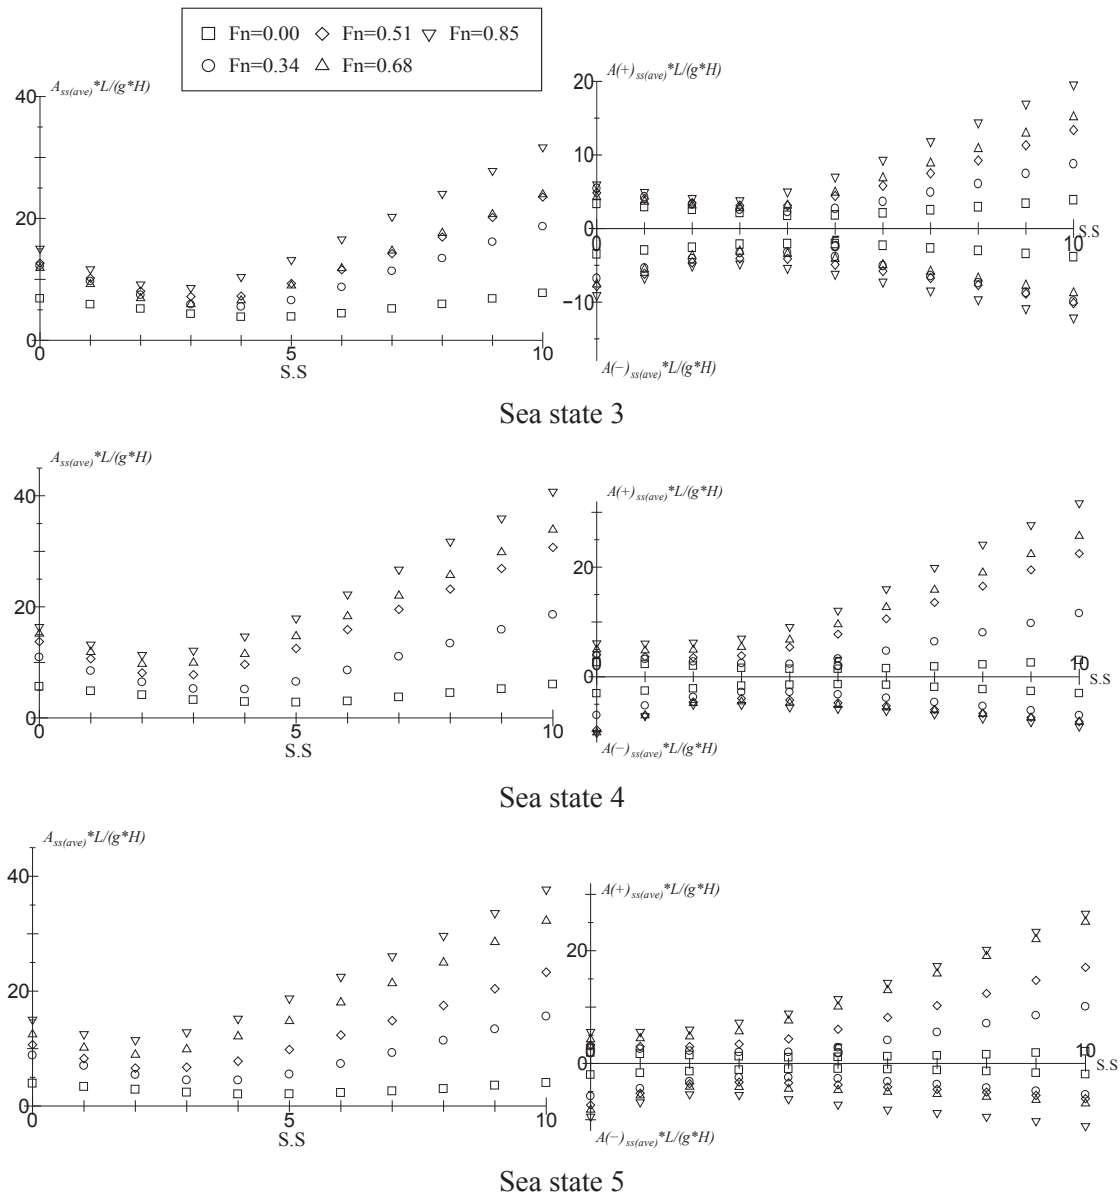 Fn=0.00 Fn=0.51 Fn=0.85
Fn=0.34 Fn=0.68
A_ss(ave)*L/(g*H)
40
20
0
0 5 10
S.S
A(+)_ss(ave)*L/(g*H)
20
10
0
0 10
S.S
−10
A(−)_ss(ave)*L/(g*H)
Sea state 3
A_ss(ave)*L/(g*H)
40
20
0
0 5 10
S.S
A(+)_ss(ave)*L/(g*H)
20
0
10
S.S
A(−)_ss(ave)*L/(g*H)
Sea state 4
A_ss(ave)*L/(g*H)
40
20
0
0 5 10
S.S
A(+)_ss(ave)*L/(g*H)
20
0
10
S.S
A(−)_ss(ave)*L/(g*H)
Sea state 5